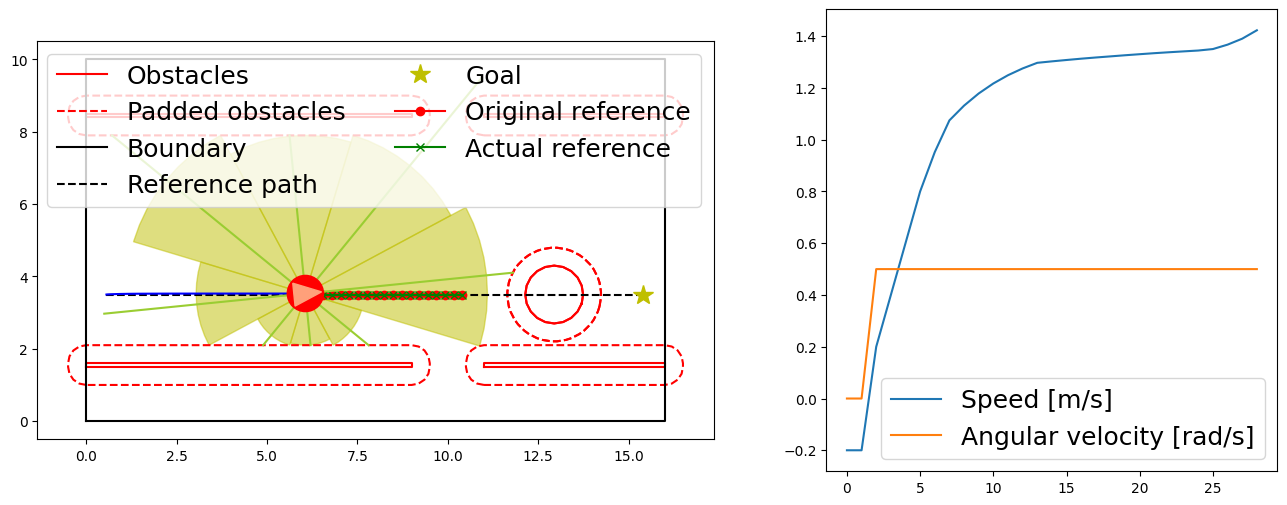 Obstacles
Padded obstacles
Boundary
Reference path
Goal
Original reference
Actual reference
10
8
6
4
2
0
0.0 2.5 5.0 7.5 10.0 12.5 15.0
1.4
1.2
1.0
0.8
0.6
0.4
0.2
0.0
−0.2
Speed [m/s]
Angular velocity [rad/s]
0 5 10 15 20 25